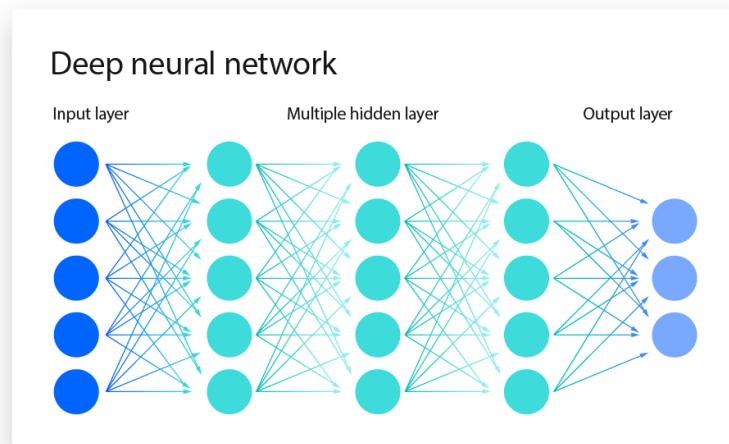 Deep neural network
Input layer
Multiple hidden layer
Output layer